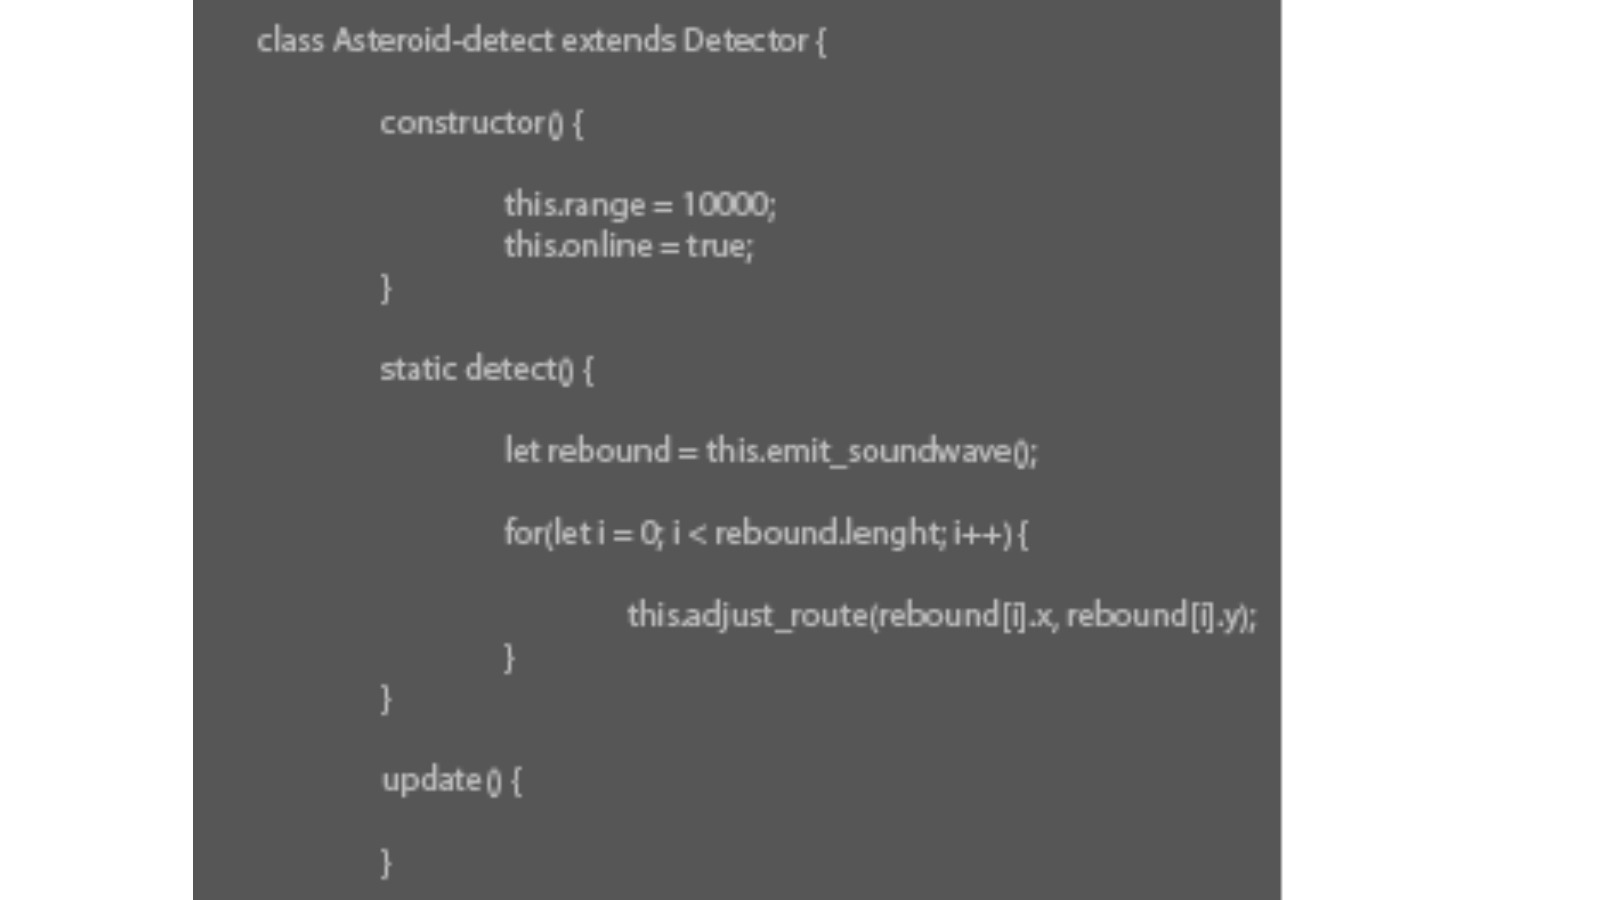 class Asteroid-detect extends Detector {
constructor() {
this.range = 10000;
this.online = true;
}
static detect() {
let rebound = this.emit_soundwave();
for(let i = 0; i < rebound.lenght; i++) {
this.adjust_route(rebound[i].x, rebound[i].y);
}
}
update() {
}